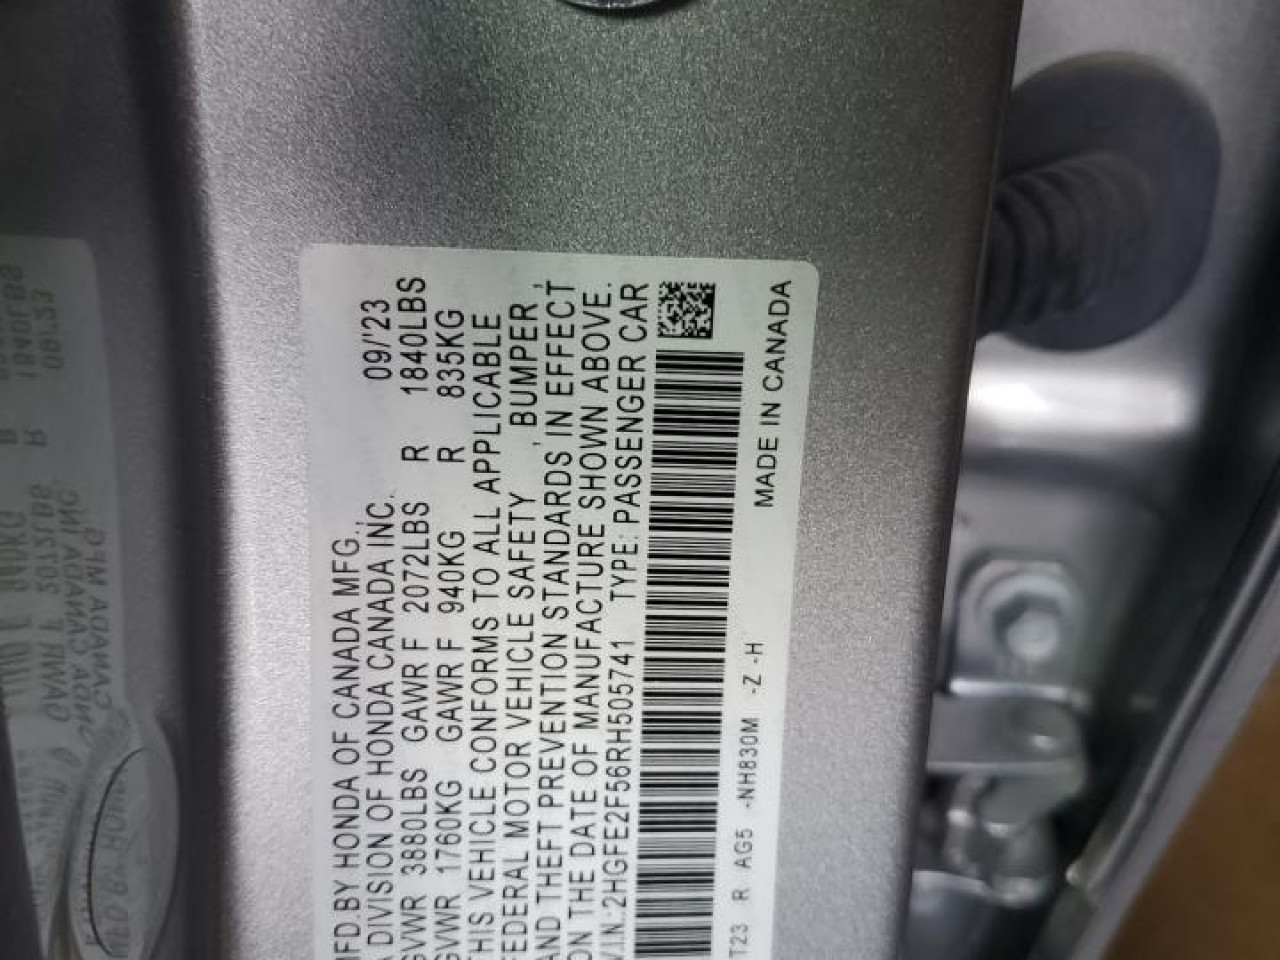 MFD.BY HONDA OF CANADA MFG., 09/'23
A DIVISION OF HONDA CANADA INC.
GVWR 3880LBS GAWR F 2072LBS R 1840LBS
GVWR 1760KG GAWR F 940KG R 835KG
THIS VEHICLE CONFORMS TO ALL APPLICABLE
FEDERAL MOTOR VEHICLE SAFETY , BUMPER ,
AND THEFT PREVENTION STANDARDS IN EFFECT
ON THE DATE OF MANUFACTURE SHOWN ABOVE.
V.I.N.:2HGFE2F56RH505741 TYPE: PASSENGER CAR
T23 R AG5 -NH830M -Z -H
MADE IN CANADA